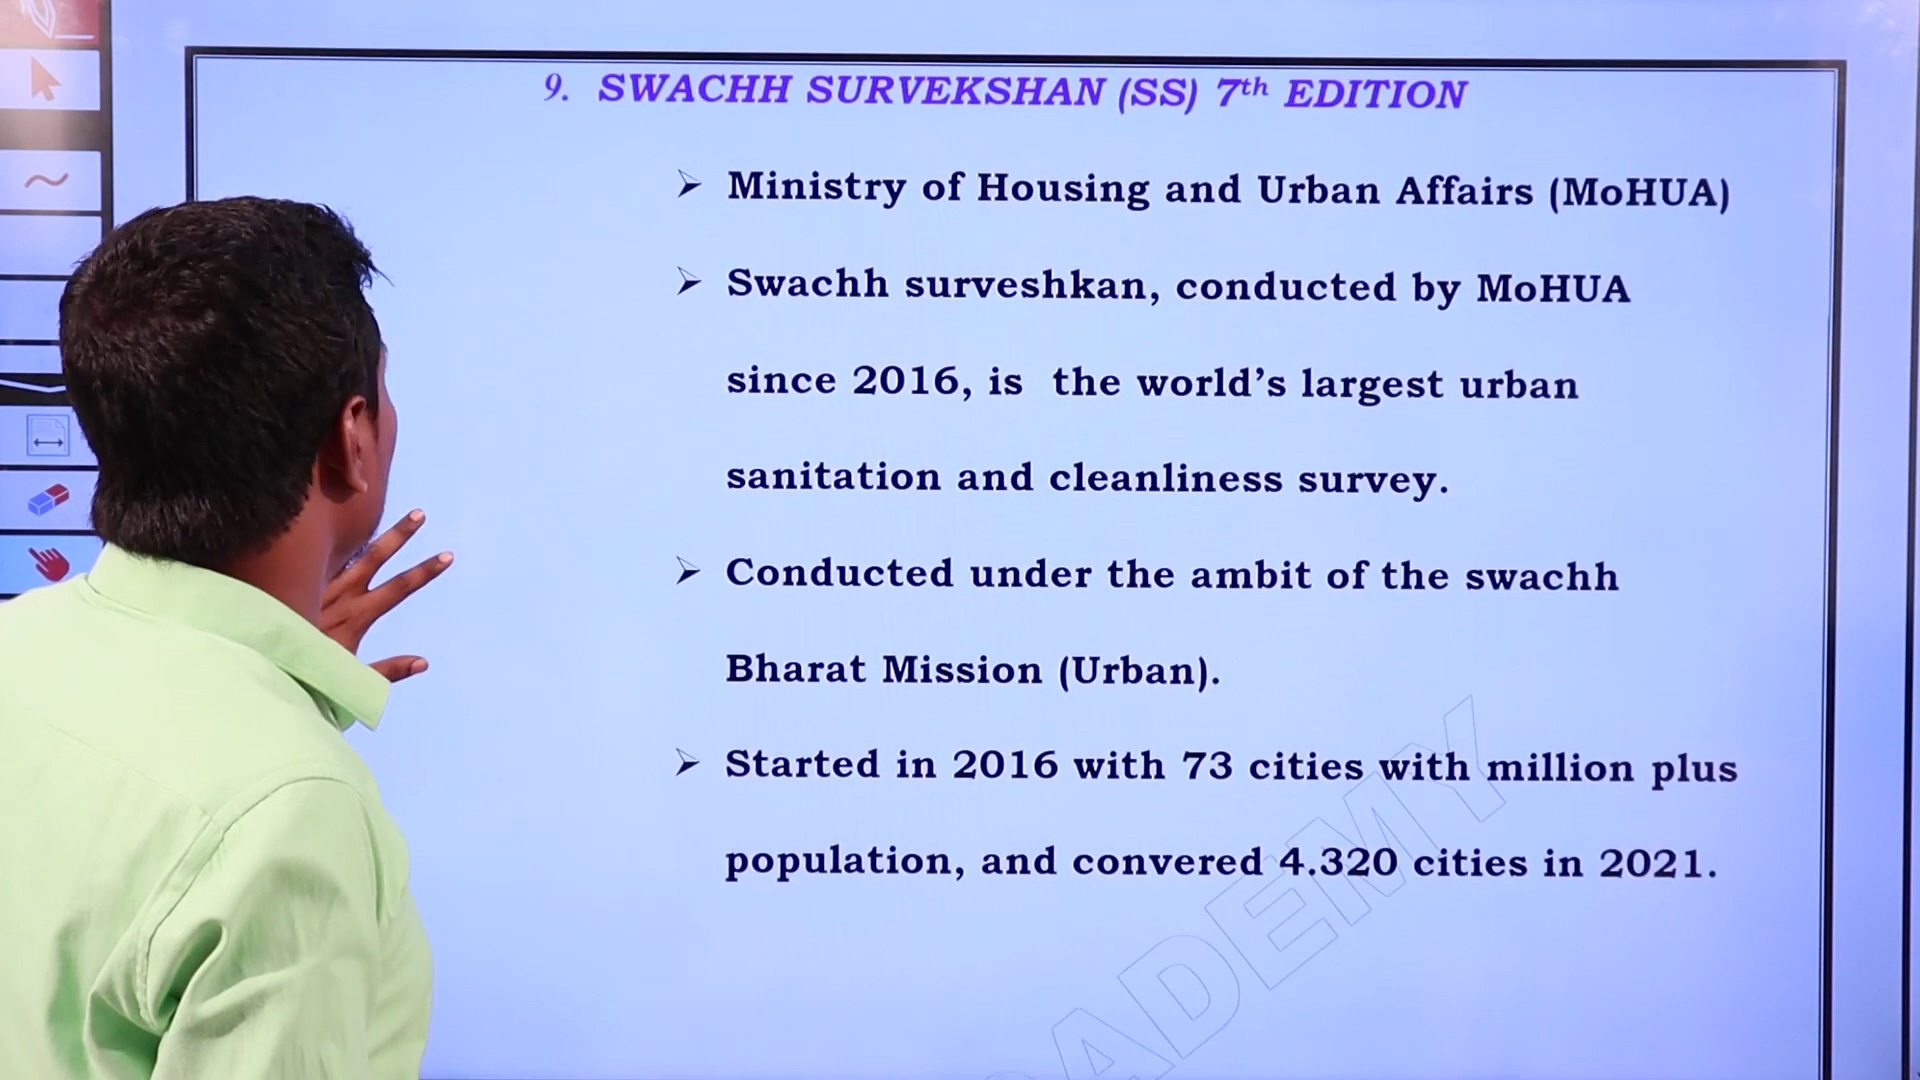 9. SWACHH SURVEKSHAN (SS) 7th EDITION
➢ Ministry of Housing and Urban Affairs (MoHUA)
➢ Swachh surveshkan, conducted by MoHUA
since 2016, is the world's largest urban
sanitation and cleanliness survey.
➢ Conducted under the ambit of the swachh
Bharat Mission (Urban).
➢ Started in 2016 with 73 cities with million plus
population, and convered 4.320 cities in 2021.
ADEMY